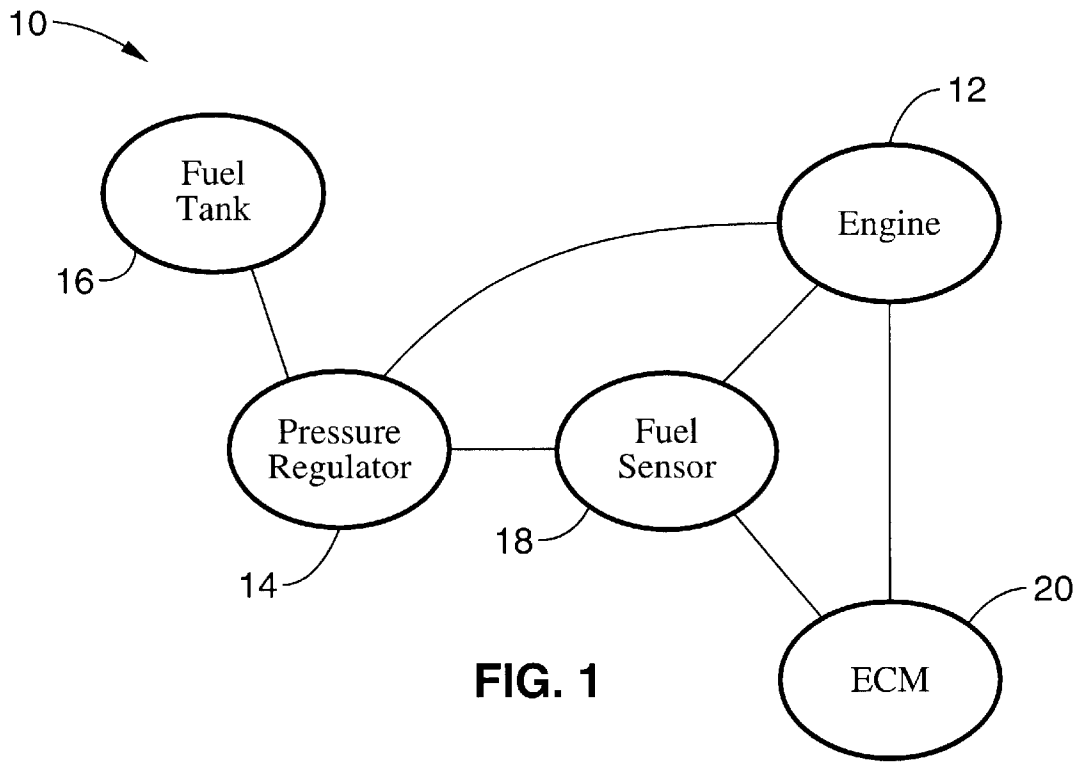 10
12
Fuel
Tank
Engine
16
Pressure
Regulator
Fuel
Sensor
18
14
20
FIG. 1
ECM